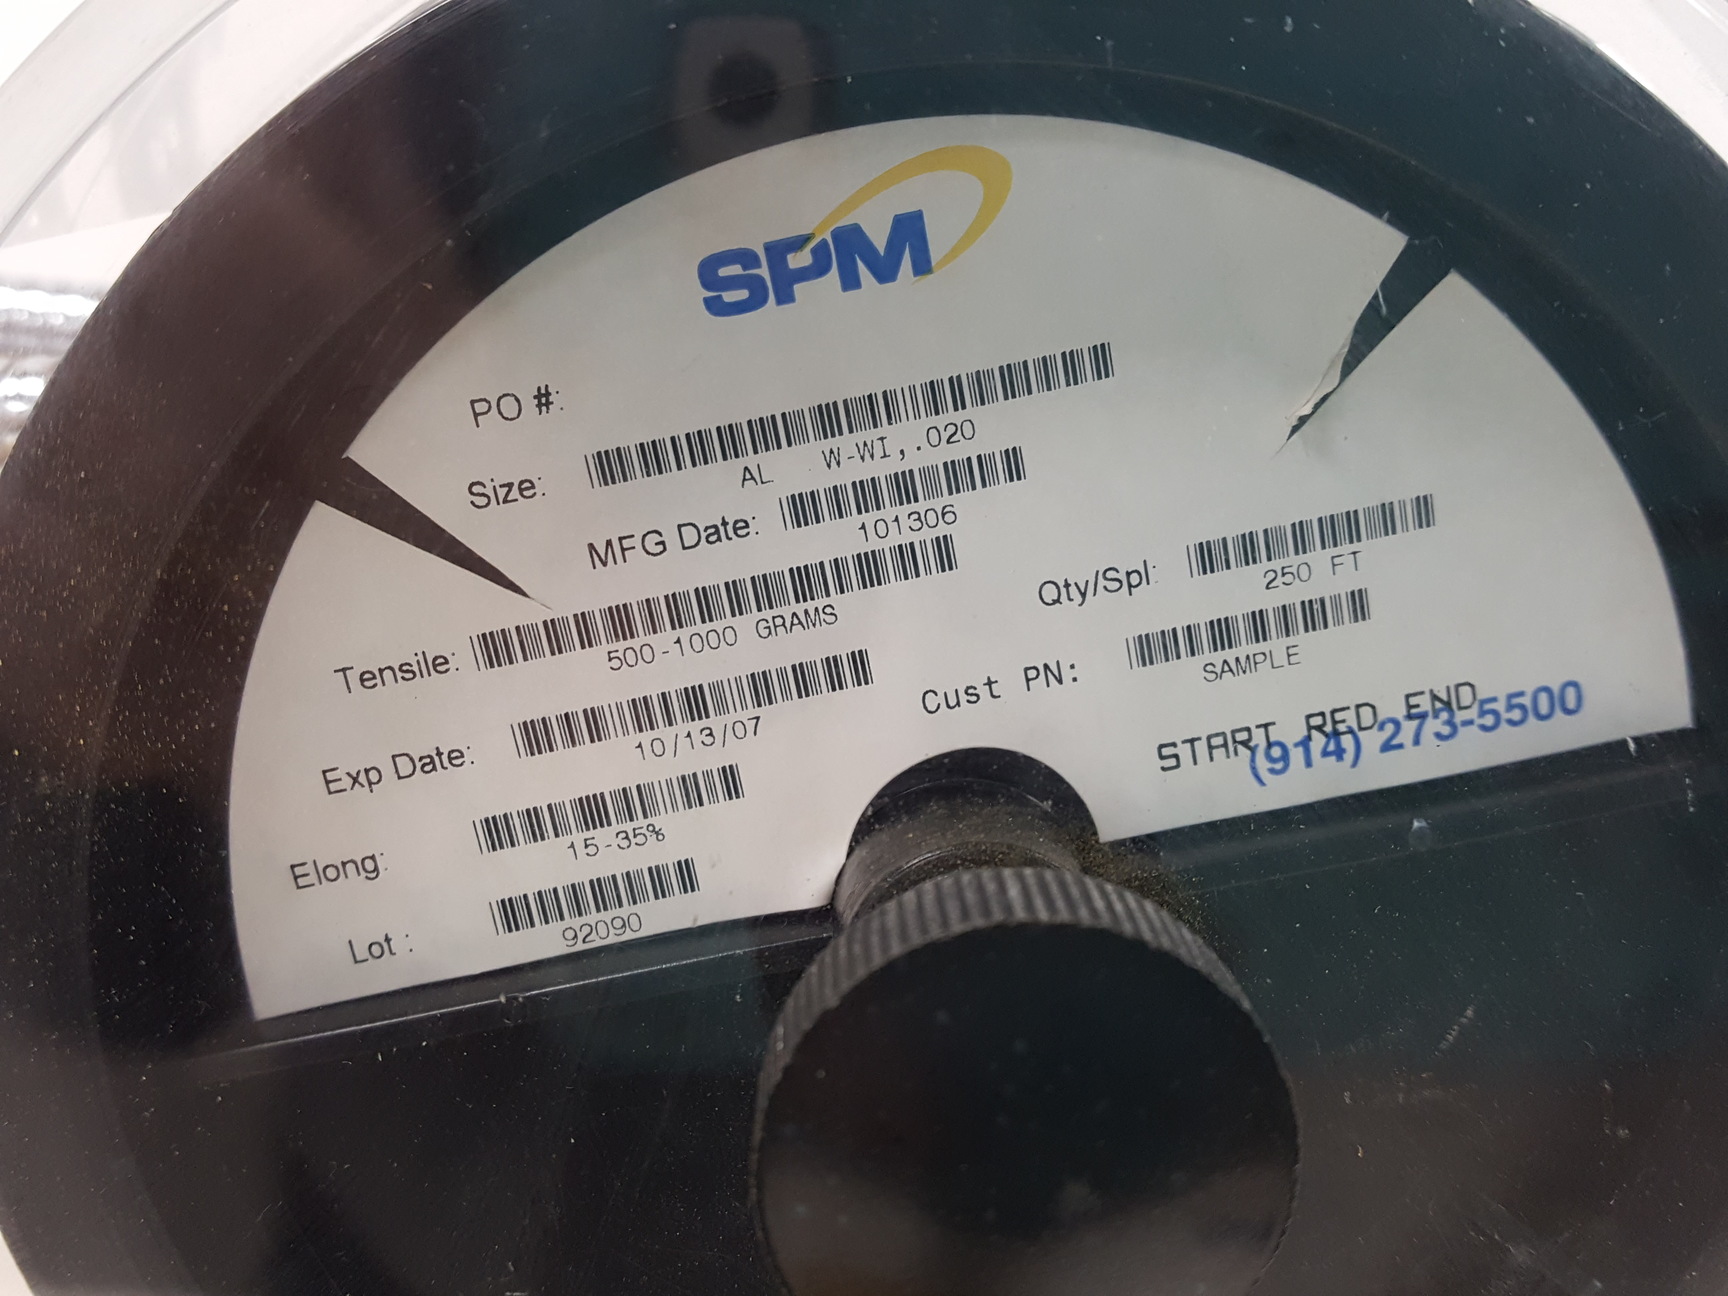 SPM
PO #:
Size: AL W-WI,.020
MFG Date: 101306
Tensile: 500-1000 GRAMS
Qty/Spl: 250 FT
Exp Date: 10/13/07
Cust PN: SAMPLE
Elong: 15-35%
START RED END
(914) 273-5500
Lot : 92090